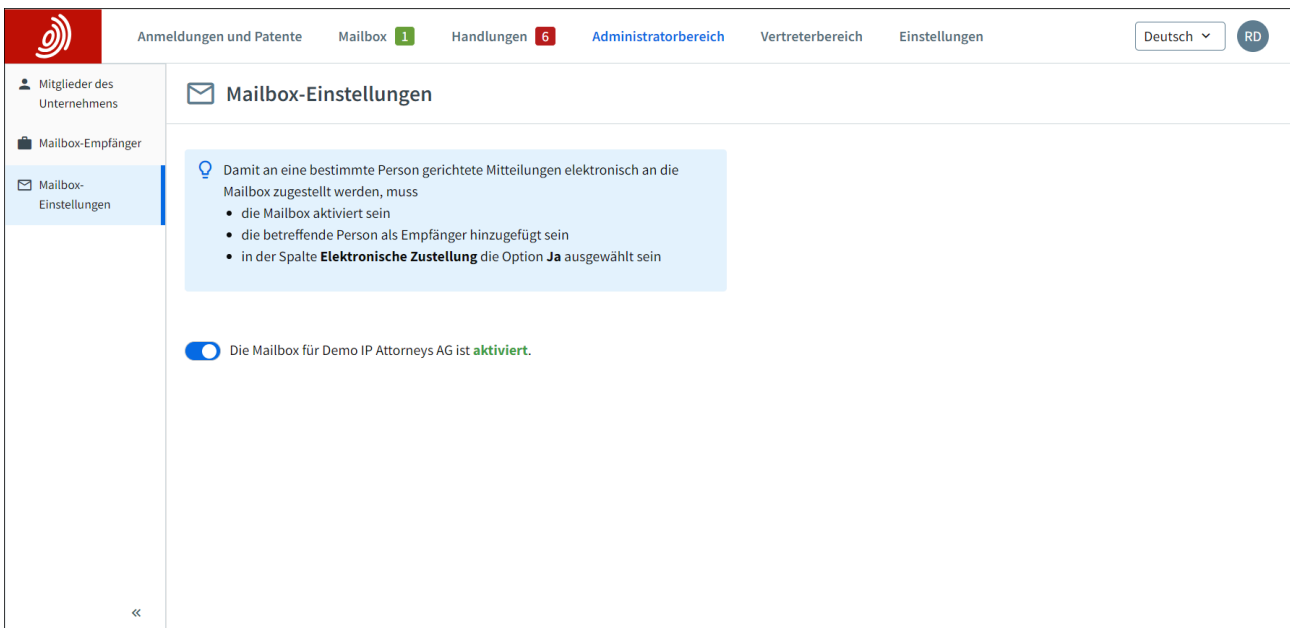 Anmeldungen und Patente Mailbox 1 Handlungen 6 Administratorbereich Vertreterbereich Einstellungen Deutsch RD
Mitglieder des
Unternehmens
Mailbox-Empfänger
Mailbox-
Einstellungen
Mailbox-Einstellungen
Damit an eine bestimmte Person gerichtete Mitteilungen elektronisch an die
Mailbox zugestellt werden, muss
• die Mailbox aktiviert sein
• die betreffende Person als Empfänger hinzugefügt sein
• in der Spalte Elektronische Zustellung die Option Ja ausgewählt sein
Die Mailbox für Demo IP Attorneys AG ist aktiviert.
«